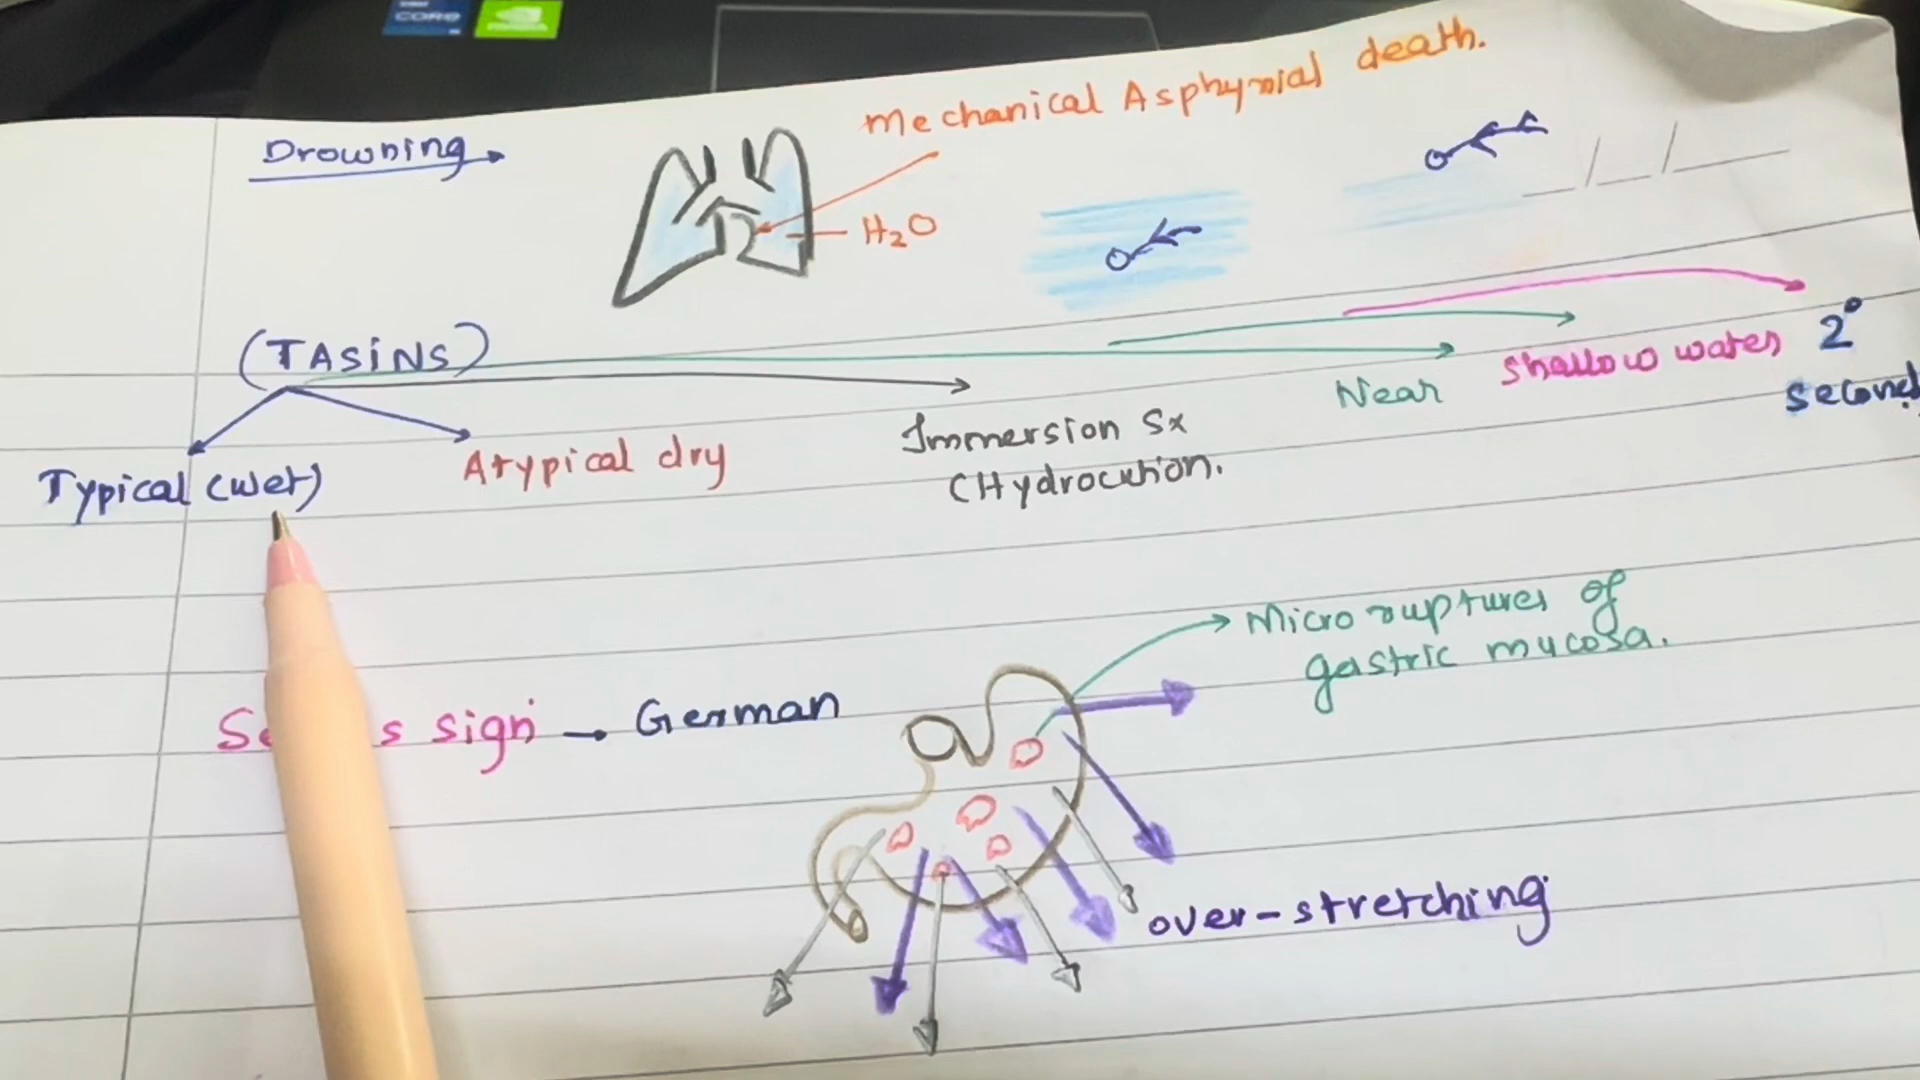 CORE
Drowning
Mechanical Asphyxial death.
H₂O
(TASiNS)
Typical (wet)
Atypical dry
Immersion Sx
(Hydrocution.
Near
Shallow water
2°
second
Micro ruptures of
gastric mucosa.
sign → German
over-stretching